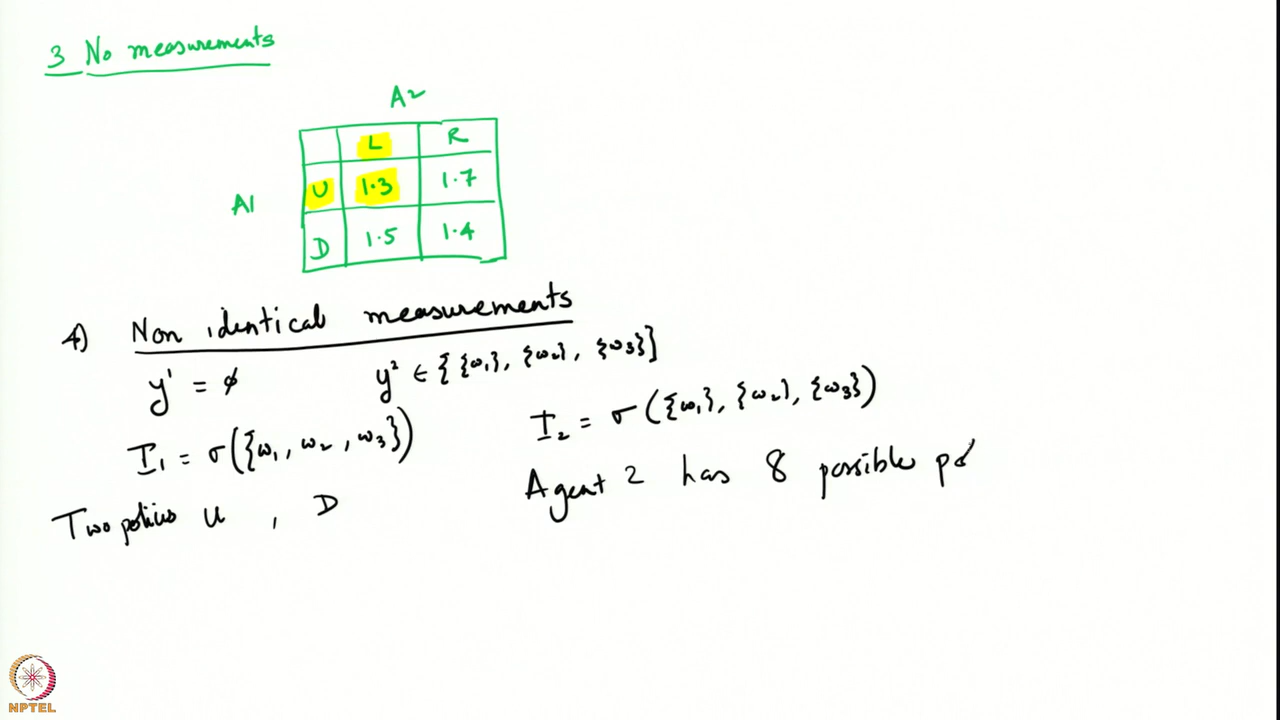 3 No measurements
A2
L R
A1 U 1.3 1.7
D 1.5 1.4
4) Non identical measurements
y¹ = φ y² ∈ { {ω₁}, {ω₂}, {ω₃}}
I₁ = σ({ω₁, ω₂, ω₃}) I₂ = σ({ω₁}, {ω₂}, {ω₃})
Two policies U , D Agent 2 has 8 possible po
NPTEL